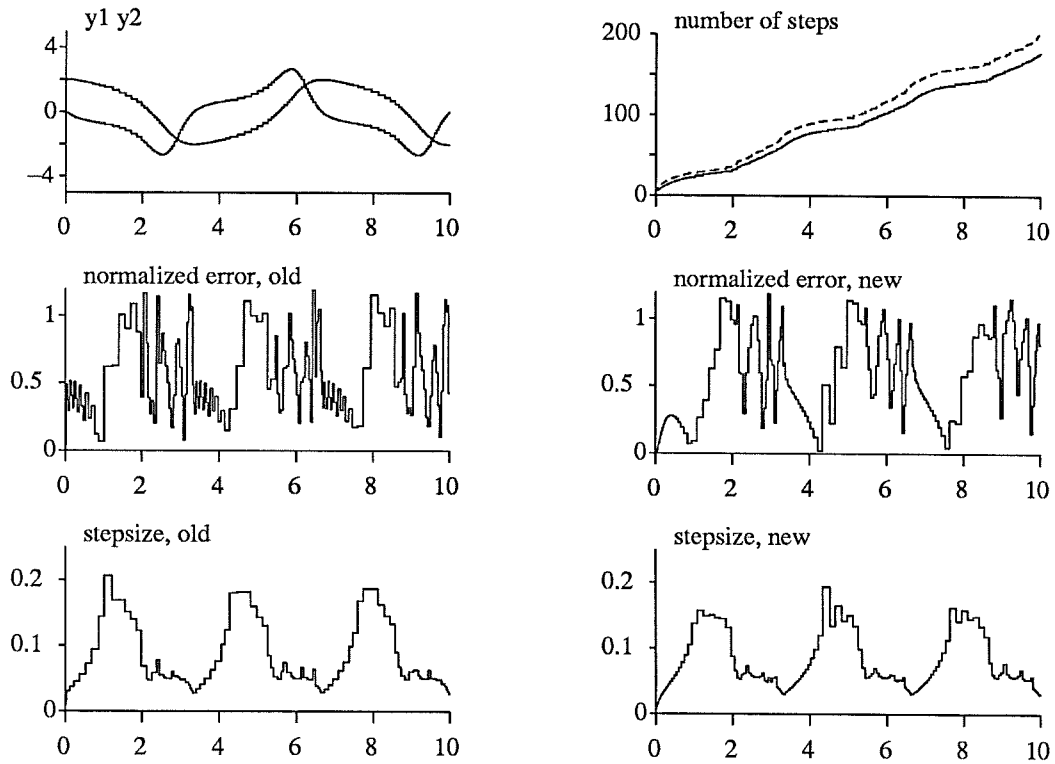 y1 y2
4
0
−4
0 2 4 6 8 10
number of steps
200
100
0
0 2 4 6 8 10
normalized error, old
1
0.5
0
0 2 4 6 8 10
normalized error, new
1
0.5
0
0 2 4 6 8 10
stepsize, old
0.2
0.1
0
0 2 4 6 8 10
stepsize, new
0.2
0.1
0
0 2 4 6 8 10